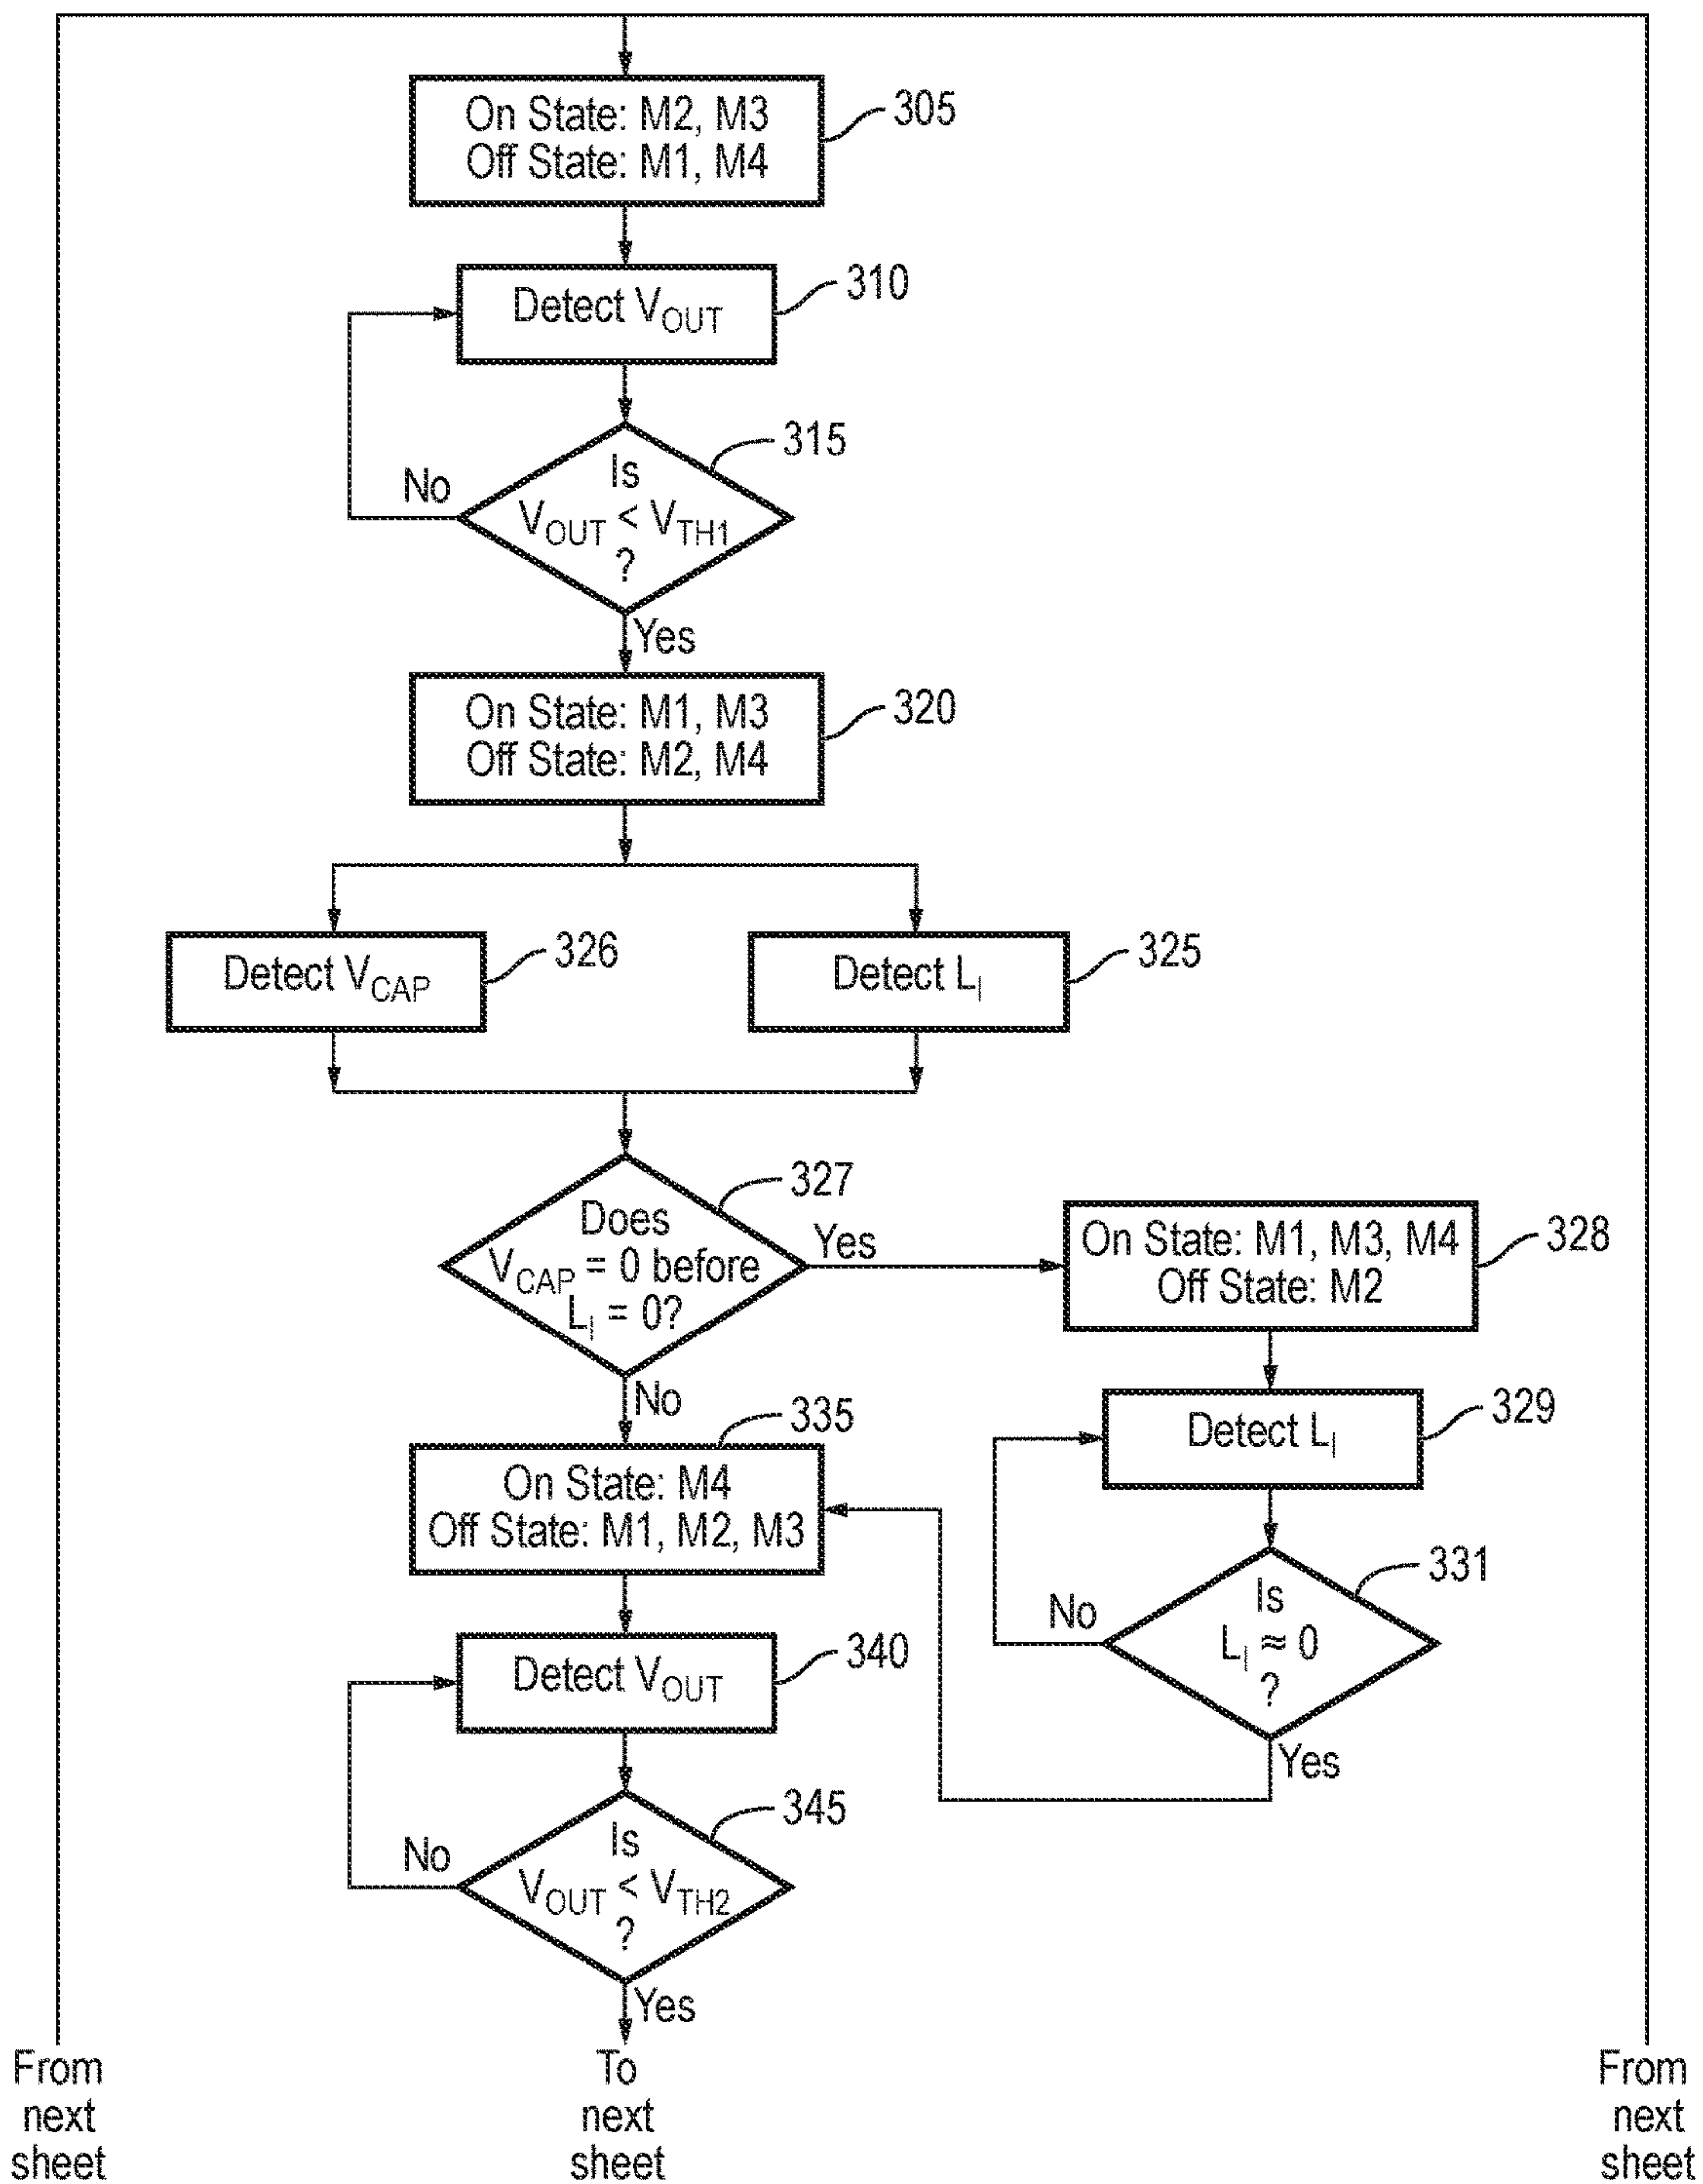 On State: M2, M3
Off State: M1, M4
305
Detect VOUT
310
Is
VOUT < VTH1
?
315
No
Yes
On State: M1, M3
Off State: M2, M4
320
Detect VCAP
326
Detect LI
325
Does
VCAP = 0 before
LI = 0?
327
Yes
No
On State: M1, M3, M4
Off State: M2
328
Detect LI
329
Is
LI ≈ 0
?
331
No
Yes
On State: M4
Off State: M1, M2, M3
335
Detect VOUT
340
Is
VOUT < VTH2
?
345
No
Yes
From
next
sheet
To
next
sheet
From
next
sheet